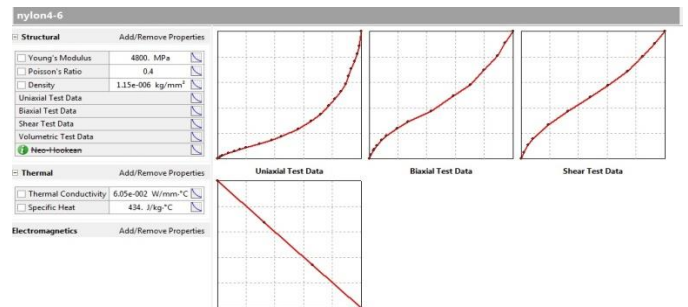 nylon4-6
Structural Add/Remove Properties
Young's Modulus 4800. MPa
Poisson's Ratio 0.4
Density 1.15e-006 kg/mm³
Uniaxial Test Data
Biaxial Test Data
Shear Test Data
Volumetric Test Data
Neo-Hookean
Uniaxial Test Data Biaxial Test Data Shear Test Data
Thermal Add/Remove Properties
Thermal Conductivity 6.05e-002 W/mm·°C
Specific Heat 434. J/kg·°C
Electromagnetics Add/Remove Properties